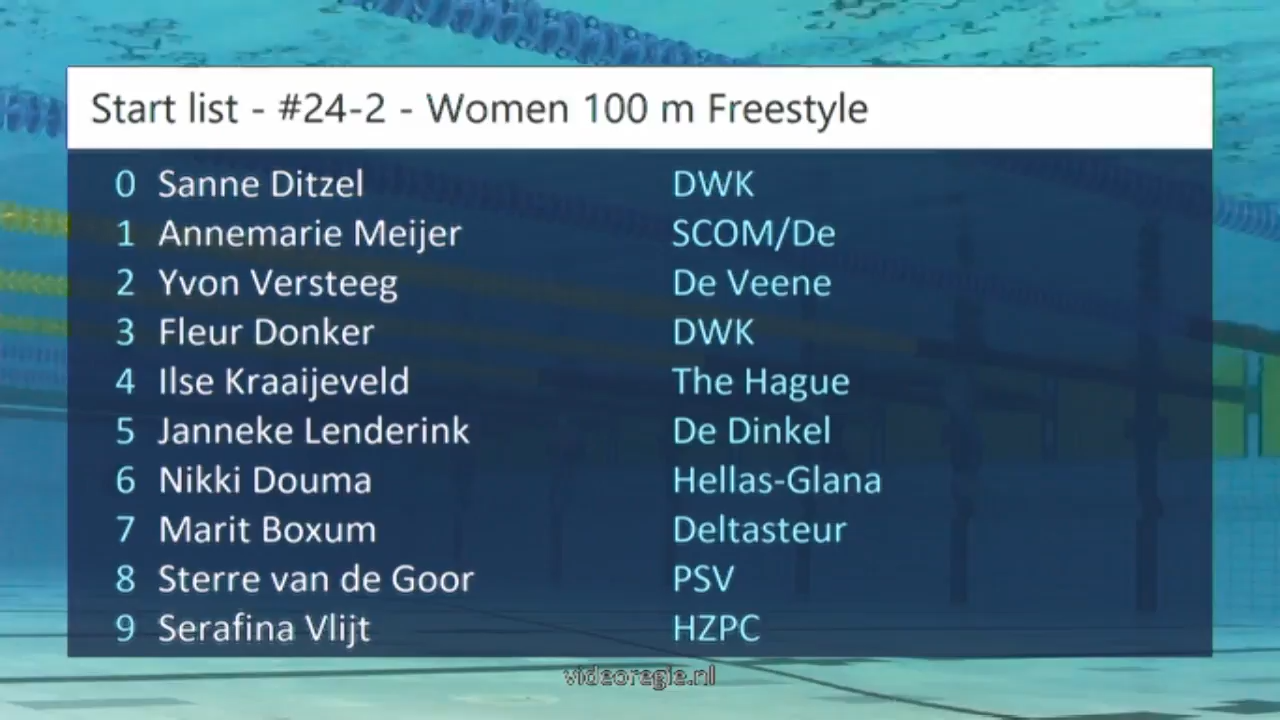 Start list - #24-2 - Women 100 m Freestyle
0 Sanne Ditzel DWK
1 Annemarie Meijer SCOM/De
2 Yvon Versteeg De Veene
3 Fleur Donker DWK
4 Ilse Kraaijeveld The Hague
5 Janneke Lenderink De Dinkel
6 Nikki Douma Hellas-Glana
7 Marit Boxum Deltasteur
8 Sterre van de Goor PSV
9 Serafina Vlijt HZPC
videoregie.nl